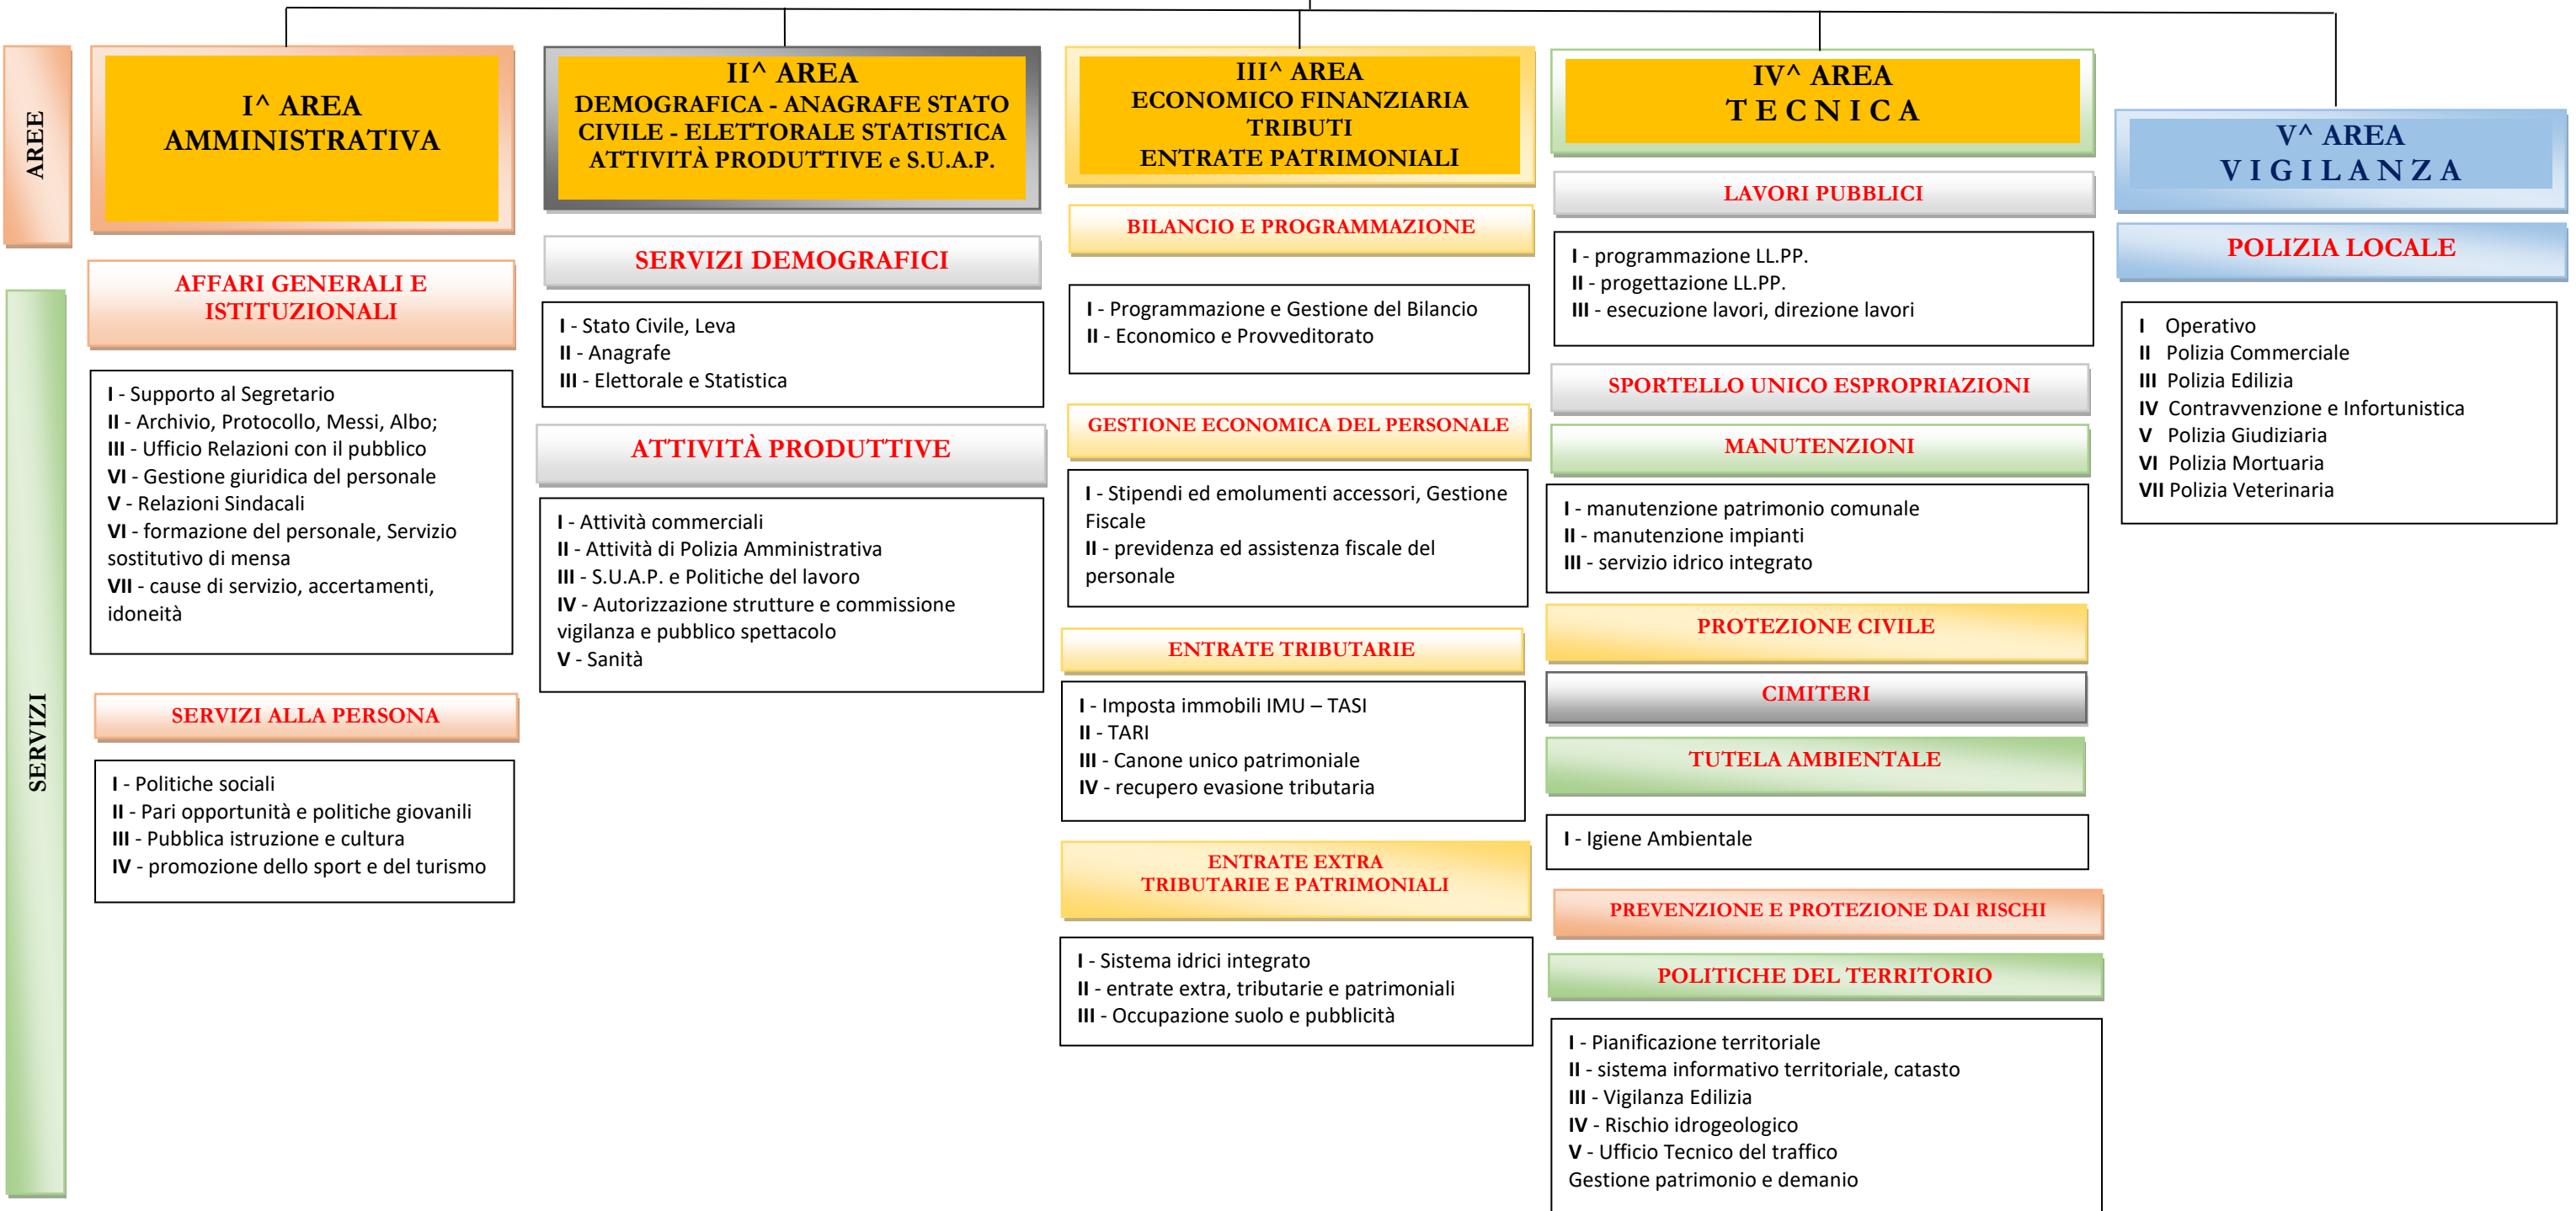 AREE
SERVIZI
I^ AREA
AMMINISTRATIVA
AFFARI GENERALI E
ISTITUZIONALI
I - Supporto al Segretario
II - Archivio, Protocollo, Messi, Albo;
III - Ufficio Relazioni con il pubblico
VI - Gestione giuridica del personale
V - Relazioni Sindacali
VI - formazione del personale, Servizio
sostitutivo di mensa
VII - cause di servizio, accertamenti,
idoneità
SERVIZI ALLA PERSONA
I - Politiche sociali
II - Pari opportunità e politiche giovanili
III - Pubblica istruzione e cultura
IV - promozione dello sport e del turismo
II^ AREA
DEMOGRAFICA - ANAGRAFE STATO
CIVILE - ELETTORALE STATISTICA
ATTIVITÀ PRODUTTIVE e S.U.A.P.
SERVIZI DEMOGRAFICI
I - Stato Civile, Leva
II - Anagrafe
III - Elettorale e Statistica
ATTIVITÀ PRODUTTIVE
I - Attività commerciali
II - Attività di Polizia Amministrativa
III - S.U.A.P. e Politiche del lavoro
IV - Autorizzazione strutture e commissione
vigilanza e pubblico spettacolo
V - Sanità
III^ AREA
ECONOMICO FINANZIARIA
TRIBUTI
ENTRATE PATRIMONIALI
BILANCIO E PROGRAMMAZIONE
I - Programmazione e Gestione del Bilancio
II - Economico e Provveditorato
GESTIONE ECONOMICA DEL PERSONALE
I - Stipendi ed emolumenti accessori, Gestione
Fiscale
II - previdenza ed assistenza fiscale del
personale
ENTRATE TRIBUTARIE
I - Imposta immobili IMU – TASI
II - TARI
III - Canone unico patrimoniale
IV - recupero evasione tributaria
ENTRATE EXTRA
TRIBUTARIE E PATRIMONIALI
I - Sistema idrici integrato
II - entrate extra, tributarie e patrimoniali
III - Occupazione suolo e pubblicità
IV^ AREA
T E C N I C A
LAVORI PUBBLICI
I - programmazione LL.PP.
II - progettazione LL.PP.
III - esecuzione lavori, direzione lavori
SPORTELLO UNICO ESPROPRIAZIONI
MANUTENZIONI
I - manutenzione patrimonio comunale
II - manutenzione impianti
III - servizio idrico integrato
PROTEZIONE CIVILE
CIMITERI
TUTELA AMBIENTALE
I - Igiene Ambientale
PREVENZIONE E PROTEZIONE DAI RISCHI
POLITICHE DEL TERRITORIO
I - Pianificazione territoriale
II - sistema informativo territoriale, catasto
III - Vigilanza Edilizia
IV - Rischio idrogeologico
V - Ufficio Tecnico del traffico
Gestione patrimonio e demanio
V^ AREA
V I G I L A N Z A
POLIZIA LOCALE
I Operativo
II Polizia Commerciale
III Polizia Edilizia
IV Contravvenzione e Infortunistica
V Polizia Giudiziaria
VI Polizia Mortuaria
VII Polizia Veterinaria